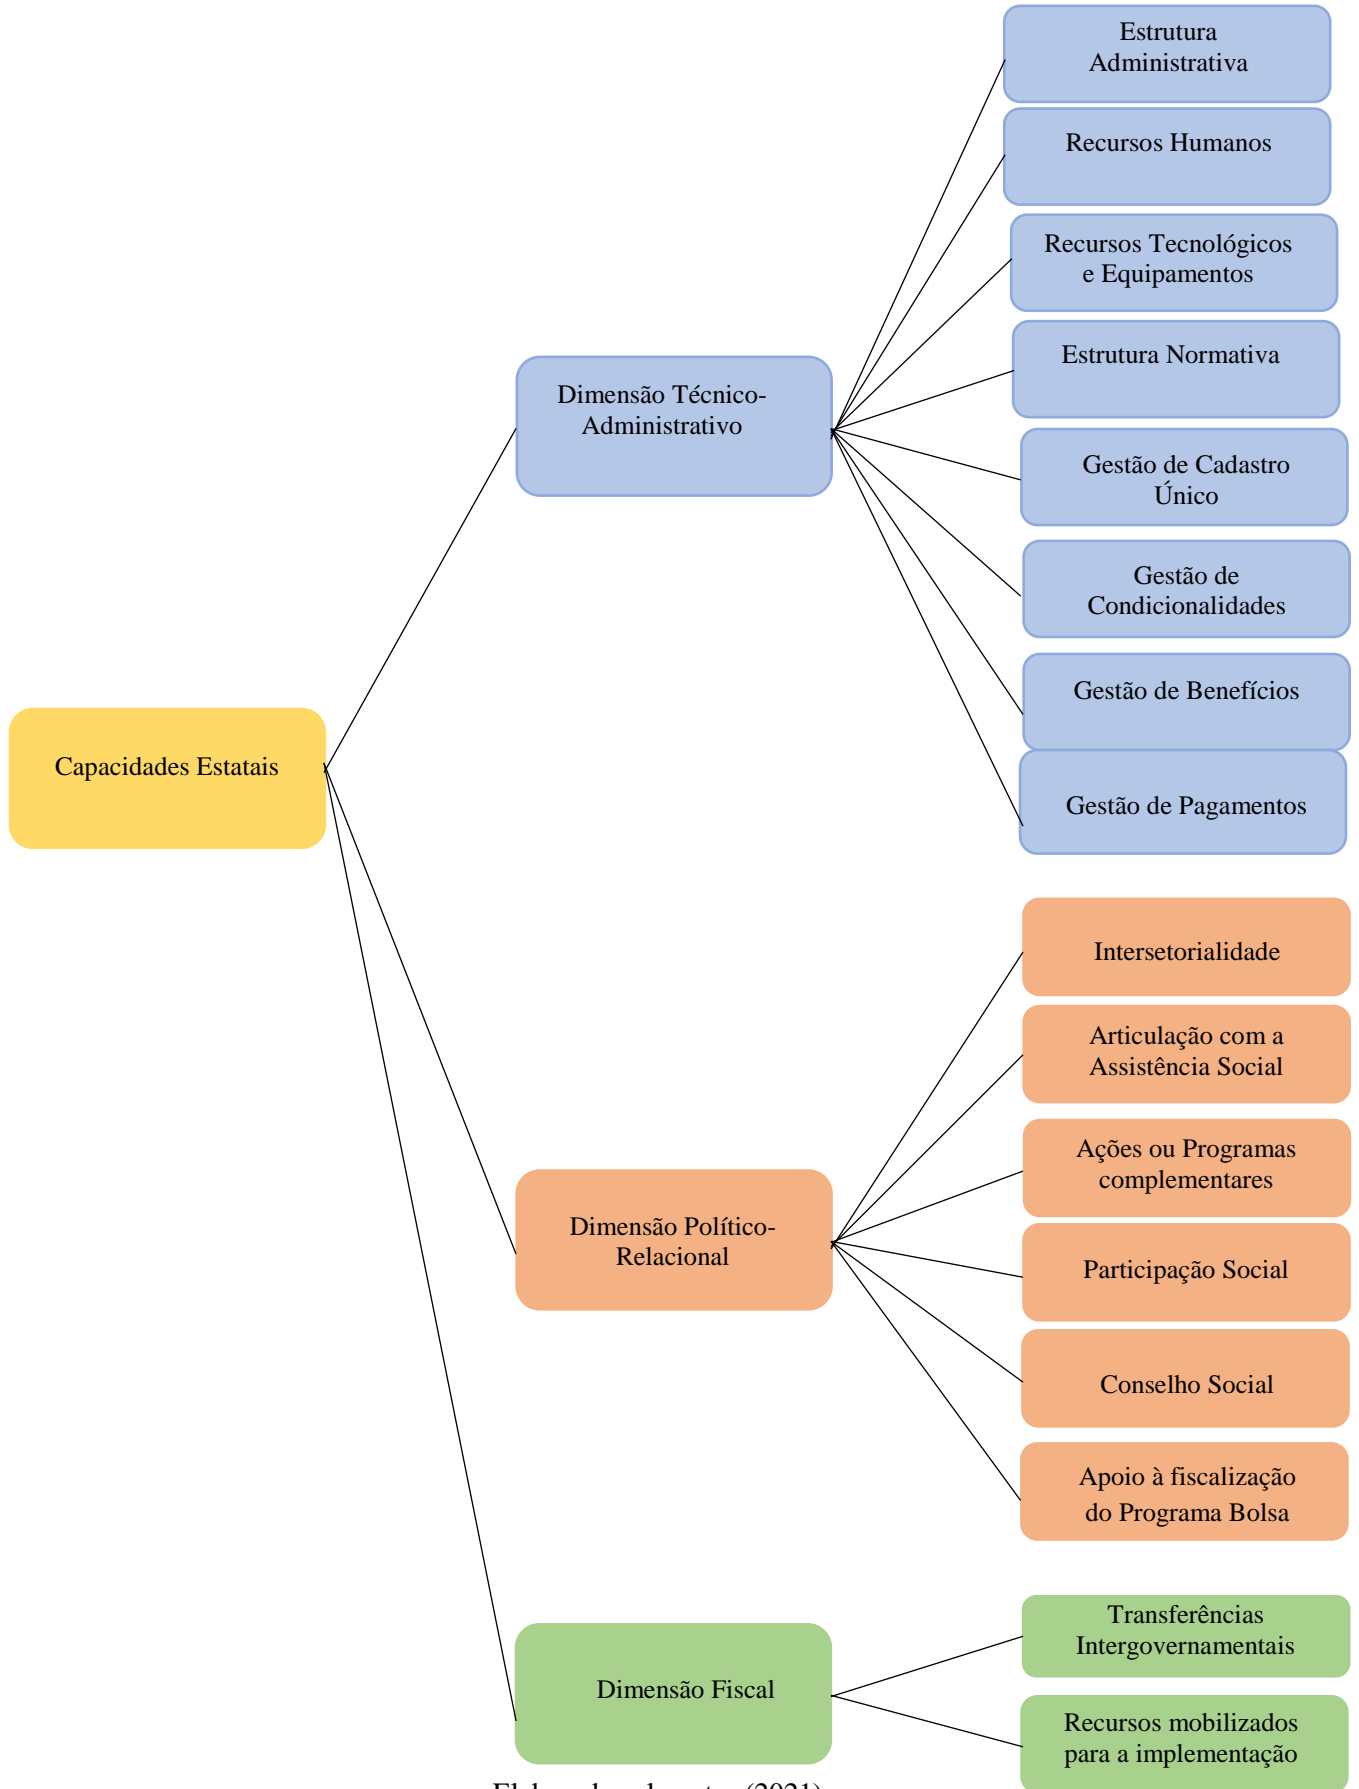 Estrutura
Administrativa
Recursos Humanos
Recursos Tecnológicos
e Equipamentos
Estrutura Normativa
Dimensão Técnico-
Administrativo
Gestão de Cadastro
Único
Gestão de
Condicionalidades
Gestão de Benefícios
Gestão de Pagamentos
Capacidades Estatais
Intersetorialidade
Articulação com a
Assistência Social
Ações ou Programas
complementares
Dimensão Político-
Relacional
Participação Social
Conselho Social
Apoio à fiscalização
do Programa Bolsa
Transferências
Intergovernamentais
Dimensão Fiscal
Recursos mobilizados
para a implementação
(2021)